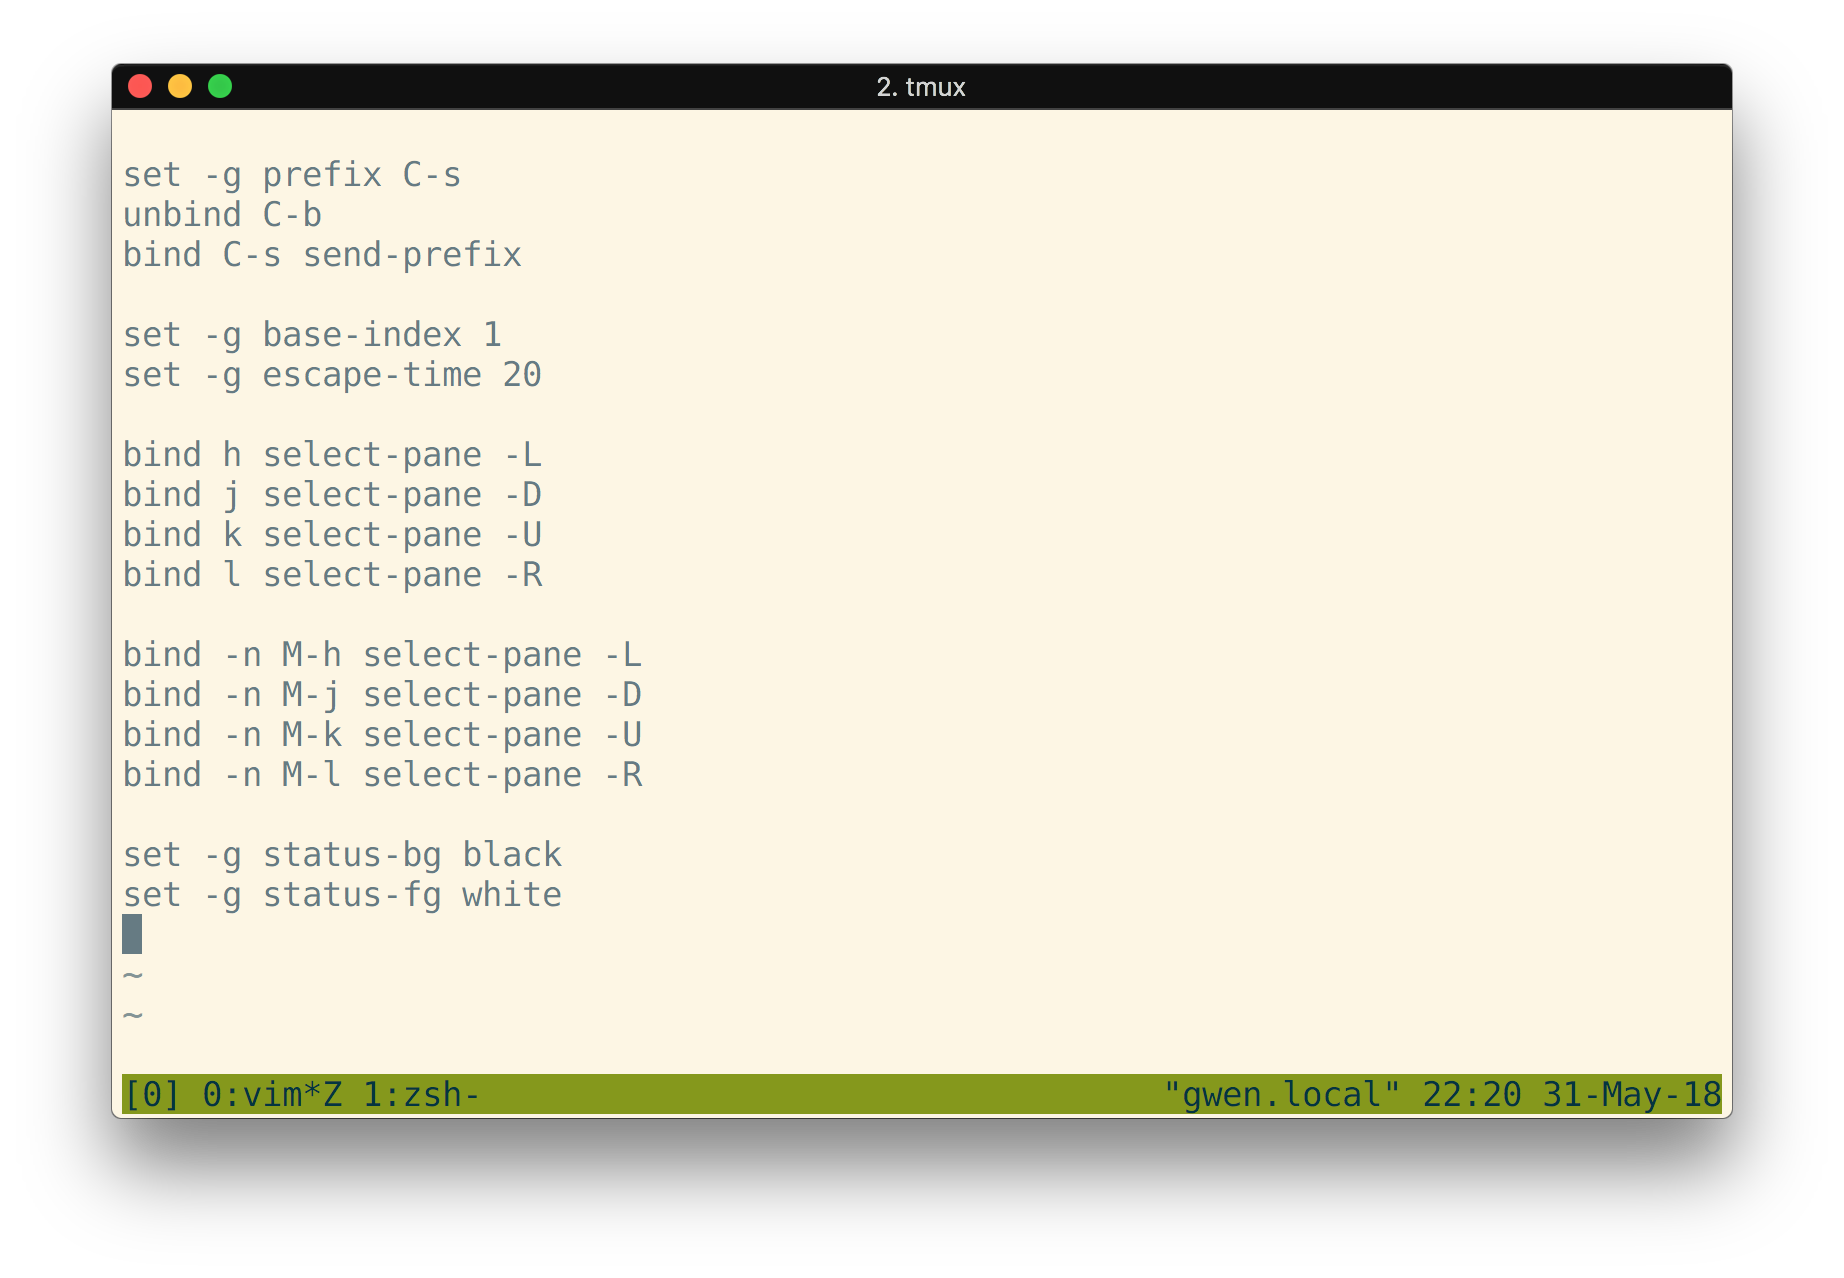 2. tmux
set -g prefix C-s
unbind C-b
bind C-s send-prefix
set -g base-index 1
set -g escape-time 20
bind h select-pane -L
bind j select-pane -D
bind k select-pane -U
bind l select-pane -R
bind -n M-h select-pane -L
bind -n M-j select-pane -D
bind -n M-k select-pane -U
bind -n M-l select-pane -R
set -g status-bg black
set -g status-fg white
~
~
[0] 0:vim*Z 1:zsh- "gwen.local" 22:20 31-May-18